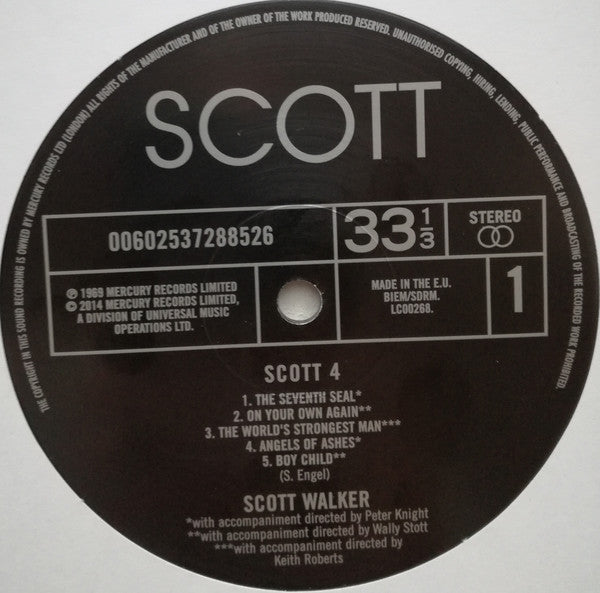 THE COPYRIGHT IN THIS SOUND RECORDING IS OWNED BY MERCURY RECORDS LTD (LONDON) ALL RIGHTS OF THE MANUFACTURER AND OF THE OWNER OF THE WORK PRODUCED RESERVED. UNAUTHORISED COPYING, HIRING, LENDING, PUBLIC PERFORMANCE AND BROADCASTING OF THE RECORDED WORK PROHIBITED.
SCOTT
00602537288526
33 1/3
STEREO
℗ 1969 MERCURY RECORDS LIMITED
© 2014 MERCURY RECORDS LIMITED,
A DIVISION OF UNIVERSAL MUSIC
OPERATIONS LTD.
MADE IN THE E.U.
BIEM/SDRM.
LC00268.
1
SCOTT 4
1. THE SEVENTH SEAL*
2. ON YOUR OWN AGAIN**
3. THE WORLD'S STRONGEST MAN***
4. ANGELS OF ASHES*
5. BOY CHILD**
(S. Engel)
SCOTT WALKER
*with accompaniment directed by Peter Knight
**with accompaniment directed by Wally Stott
***with accompaniment directed by
Keith Roberts